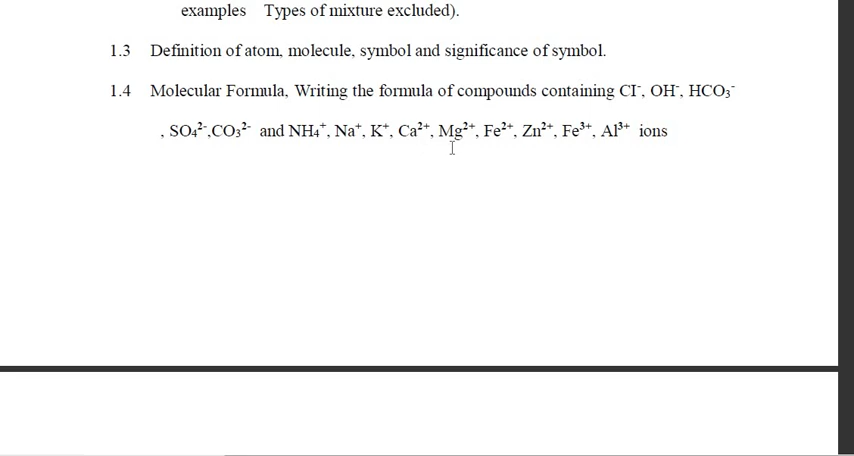 examples Types of mixture excluded).
1.3 Definition of atom, molecule, symbol and significance of symbol.
1.4 Molecular Formula, Writing the formula of compounds containing CI⁻, OH⁻, HCO₃⁻
, SO₄²⁻,CO₃²⁻ and NH₄⁺, Na⁺, K⁺, Ca²⁺, Mg²⁺, Fe²⁺, Zn²⁺, Fe³⁺, Al³⁺ ions